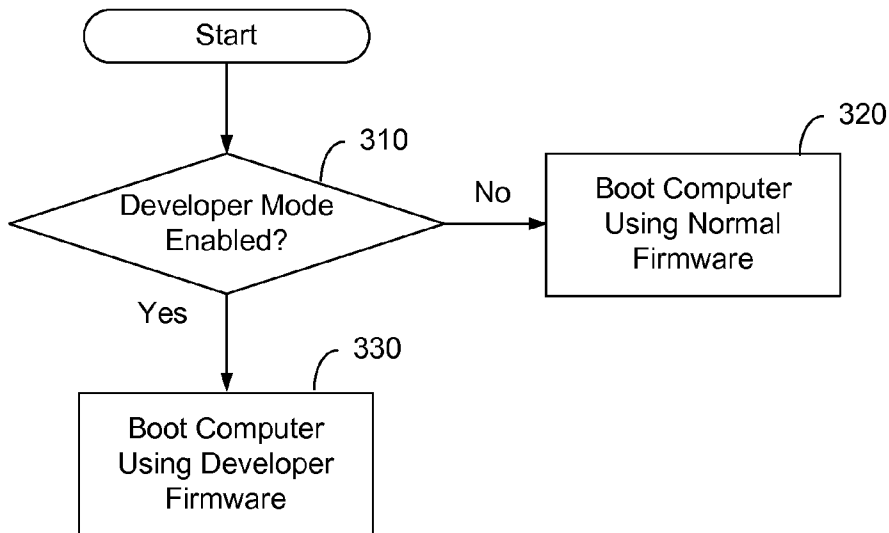 Start
310
Developer Mode
Enabled?
No
320
Boot Computer
Using Normal
Firmware
Yes
330
Boot Computer
Using Developer
Firmware